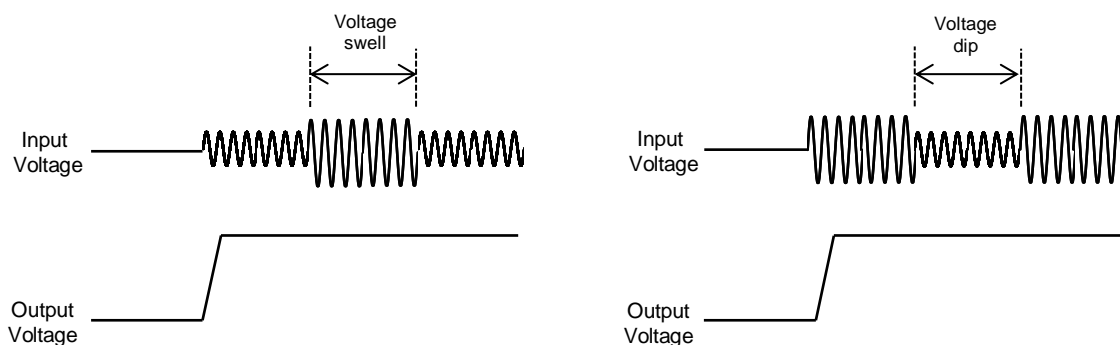 Voltage
swell
Input
Voltage
Output
Voltage
Voltage
dip
Input
Voltage
Output
Voltage